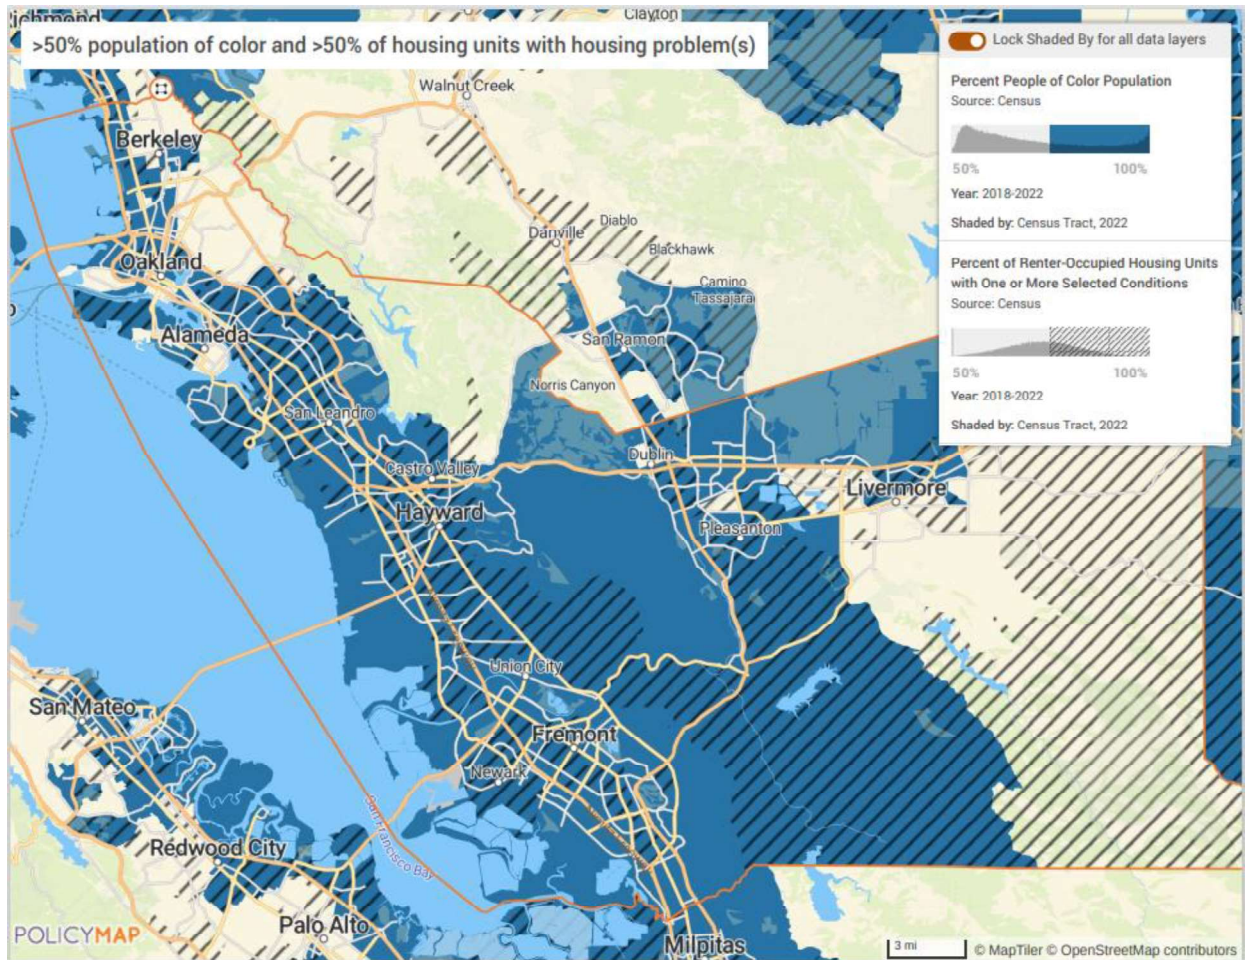 Richmond
Clayton
>50% population of color and >50% of housing units with housing problem(s)
Lock Shaded By for all data layers
Percent People of Color Population
Source: Census
50% 100%
Year: 2018-2022
Shaded by: Census Tract, 2022
Percent of Renter-Occupied Housing Units
with One or More Selected Conditions
Source: Census
50% 100%
Year: 2018-2022
Shaded by: Census Tract, 2022
Walnut Creek
Berkeley
Diablo
Danville
Blackhawk
Oakland
Camino
Tassajara
Alameda
San Ramon
Norris Canyon
San Leandro
Dublin
Castro Valley
Livermore
Hayward
Pleasanton
Union City
San Mateo
Fremont
Newark
San Francisco Bay
Redwood City
Palo Alto
Milpitas
POLICYMAP
3 mi
© MapTiler © OpenStreetMap contributors